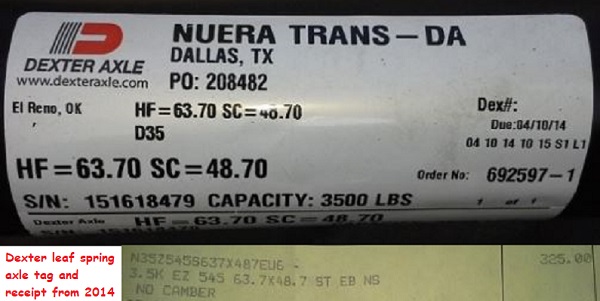 DEXTER AXLE
www.dexteraxle.com
NUERA TRANS-DA
DALLAS, TX
PO: 208482
El Reno, OK
HF=63.70 SC=48.70
D35
Dex#:
Due:04/10/14
04 10 14 10 15 S1 L1
HF=63.70 SC=48.70
Order No: 692597-1
S/N: 151618479 CAPACITY: 3500 LBS
1 of 1
Dexter Axle HF=63.70 SC=48.70
Dexter leaf spring
axle tag and
receipt from 2014
N35Z545S637X487EU6 -
325.00
3.5K EZ 545 63.7X48.7 ST EB NS
NO CAMBER